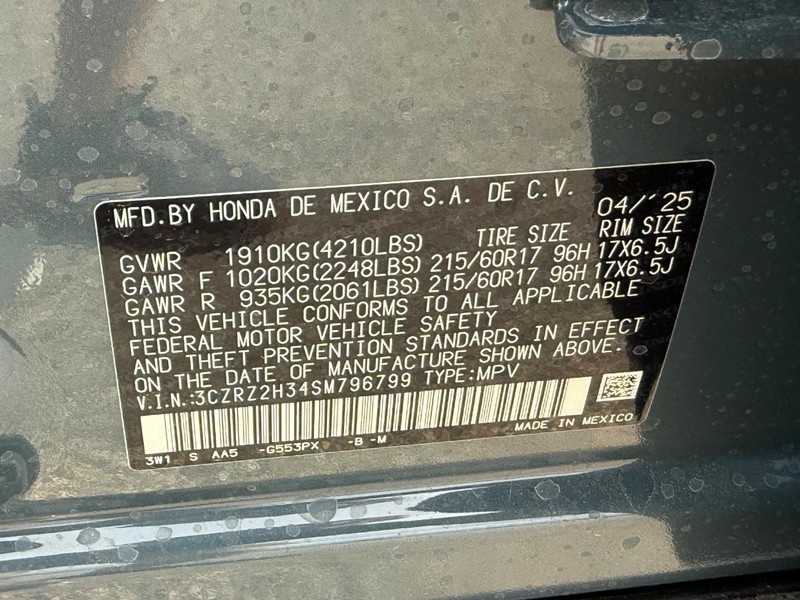 MFD.BY HONDA DE MEXICO S.A. DE C.V. 04/'25
TIRE SIZE RIM SIZE
GVWR 1910KG(4210LBS)
GAWR F 1020KG(2248LBS) 215/60R17 96H 17X6.5J
GAWR R 935KG(2061LBS) 215/60R17 96H 17X6.5J
THIS VEHICLE CONFORMS TO ALL APPLICABLE
FEDERAL MOTOR VEHICLE SAFETY
AND THEFT PREVENTION STANDARDS IN EFFECT
ON THE DATE OF MANUFACTURE SHOWN ABOVE.
V.I.N.:3CZRZ2H34SM796799 TYPE:MPV
MADE IN MEXICO
3W1 S AA5 -G553PX -B -M